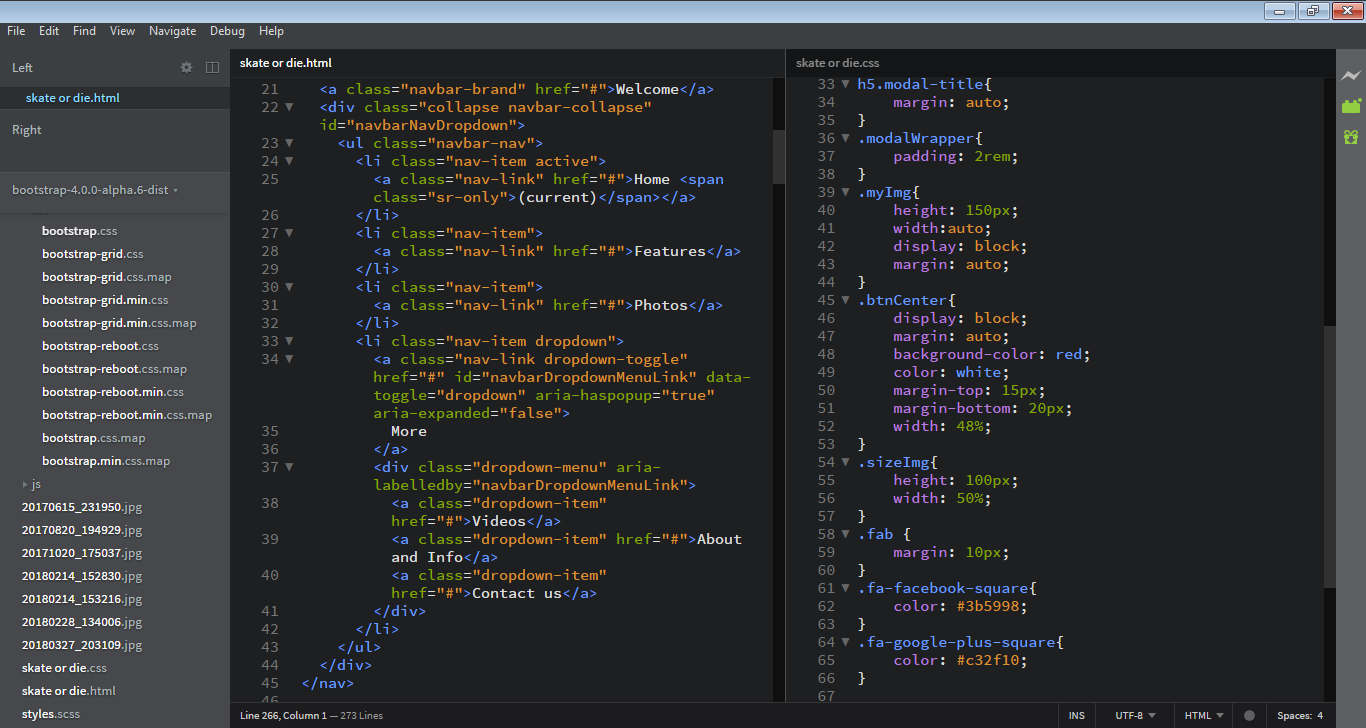 File Edit Find View Navigate Debug Help
Left
skate or die.html
Right
bootstrap-4.0.0-alpha.6-dist
bootstrap.css
bootstrap-grid.css
bootstrap-grid.css.map
bootstrap-grid.min.css
bootstrap-grid.min.css.map
bootstrap-reboot.css
bootstrap-reboot.css.map
bootstrap-reboot.min.css
bootstrap-reboot.min.css.map
bootstrap.css.map
bootstrap.min.css.map
js
20170615_231950.jpg
20170820_194929.jpg
20171020_175037.jpg
20180214_152830.jpg
20180214_153216.jpg
20180228_134006.jpg
20180327_203109.jpg
skate or die.css
skate or die.html
styles.scss
skate or die.html
21 <a class="navbar-brand" href="#">Welcome</a>
22 <div class="collapse navbar-collapse"
id="navbarNavDropdown">
23 <ul class="navbar-nav">
24 <li class="nav-item active">
25 <a class="nav-link" href="#">Home <span
class="sr-only">(current)</span></a>
26 </li>
27 <li class="nav-item">
28 <a class="nav-link" href="#">Features</a>
29 </li>
30 <li class="nav-item">
31 <a class="nav-link" href="#">Photos</a>
32 </li>
33 <li class="nav-item dropdown">
34 <a class="nav-link dropdown-toggle"
href="#" id="navbarDropdownMenuLink" data-
toggle="dropdown" aria-haspopup="true"
aria-expanded="false">
35 More
36 </a>
37 <div class="dropdown-menu" aria-
labelledby="navbarDropdownMenuLink">
38 <a class="dropdown-item"
href="#">Videos</a>
39 <a class="dropdown-item" href="#">About
and Info</a>
40 <a class="dropdown-item"
href="#">Contact us</a>
41 </div>
42 </li>
43 </ul>
44 </div>
45 </nav>
46
skate or die.css
33 h5.modal-title{
34 margin: auto;
35 }
36 .modalWrapper{
37 padding: 2rem;
38 }
39 .myImg{
40 height: 150px;
41 width:auto;
42 display: block;
43 margin: auto;
44 }
45 .btnCenter{
46 display: block;
47 margin: auto;
48 background-color: red;
49 color: white;
50 margin-top: 15px;
51 margin-bottom: 20px;
52 width: 48%;
53 }
54 .sizeImg{
55 height: 100px;
56 width: 50%;
57 }
58 .fab {
59 margin: 10px;
60 }
61 .fa-facebook-square{
62 color: #3b5998;
63 }
64 .fa-google-plus-square{
65 color: #c32f10;
66 }
67
Line 266, Column 1 — 273 Lines
INS UTF-8 HTML Spaces: 4